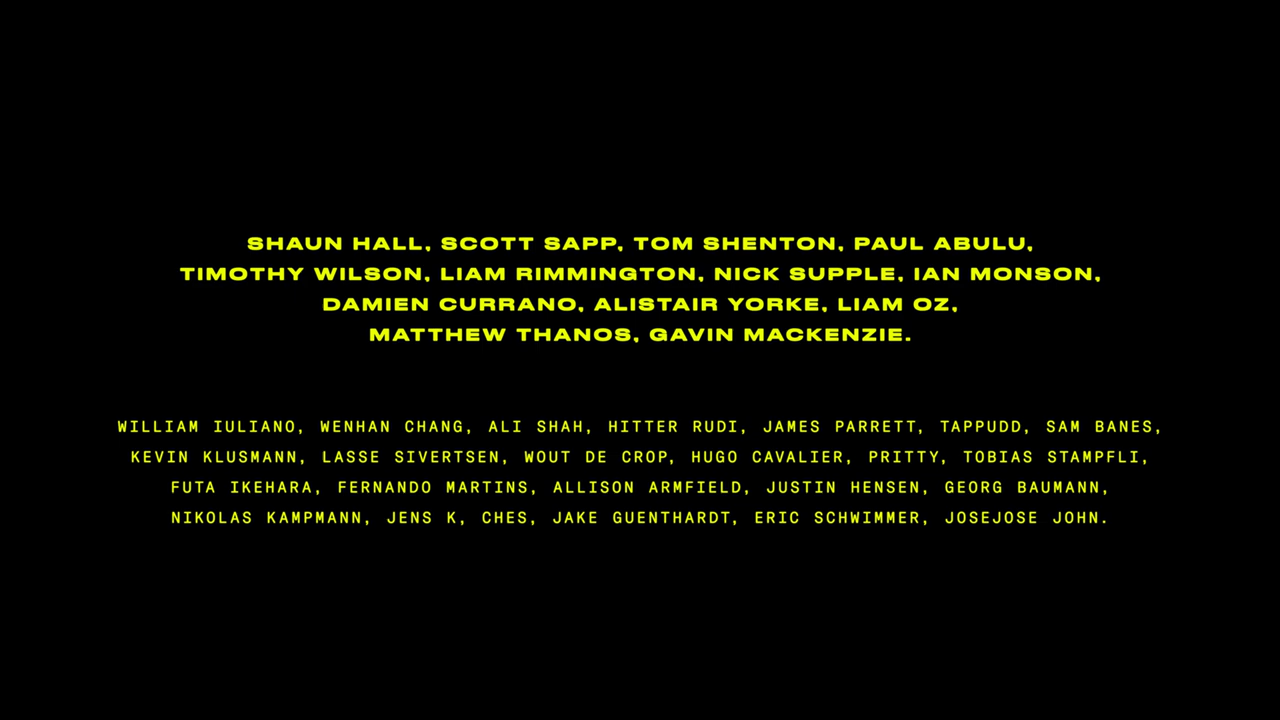 SHAUN HALL, SCOTT SAPP, TOM SHENTON, PAUL ABULU,
TIMOTHY WILSON, LIAM RIMMINGTON, NICK SUPPLE, IAN MONSON,
DAMIEN CURRANO, ALISTAIR YORKE, LIAM OZ,
MATTHEW THANOS, GAVIN MACKENZIE.
WILLIAM IULIANO, WENHAN CHANG, ALI SHAH, HITTER RUDI, JAMES PARRETT, TAPPUDD, SAM BANES,
KEVIN KLUSMANN, LASSE SIVERTSEN, WOUT DE CROP, HUGO CAVALIER, PRITTY, TOBIAS STAMPFLI,
FUTA IKEHARA, FERNANDO MARTINS, ALLISON ARMFIELD, JUSTIN HENSEN, GEORG BAUMANN,
NIKOLAS KAMPMANN, JENS K, CHES, JAKE GUENTHARDT, ERIC SCHWIMMER, JOSEJOSE JOHN.